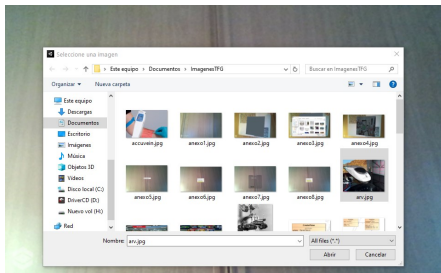 Seleccione una imagen
Este equipo > Documentos > ImagenesTFG
Buscar en ImagenesTFG
Organizar
Nueva carpeta
Este equipo
Descargas
Documentos
Escritorio
Imágenes
Música
Objetos 3D
Vídeos
Disco local (C:)
DriverCD (D:)
Nuevo vol (H:)
Red
accuvein.jpg
anexo1.jpg
anexo2.jpg
anexo3.jpg
anexo4.jpg
anexo5.jpg
anexo6.jpg
anexo7.jpg
anexo8.jpg
arv.jpg
Nombre
arv.jpg
All files (*.*)
Abrir
Cancelar